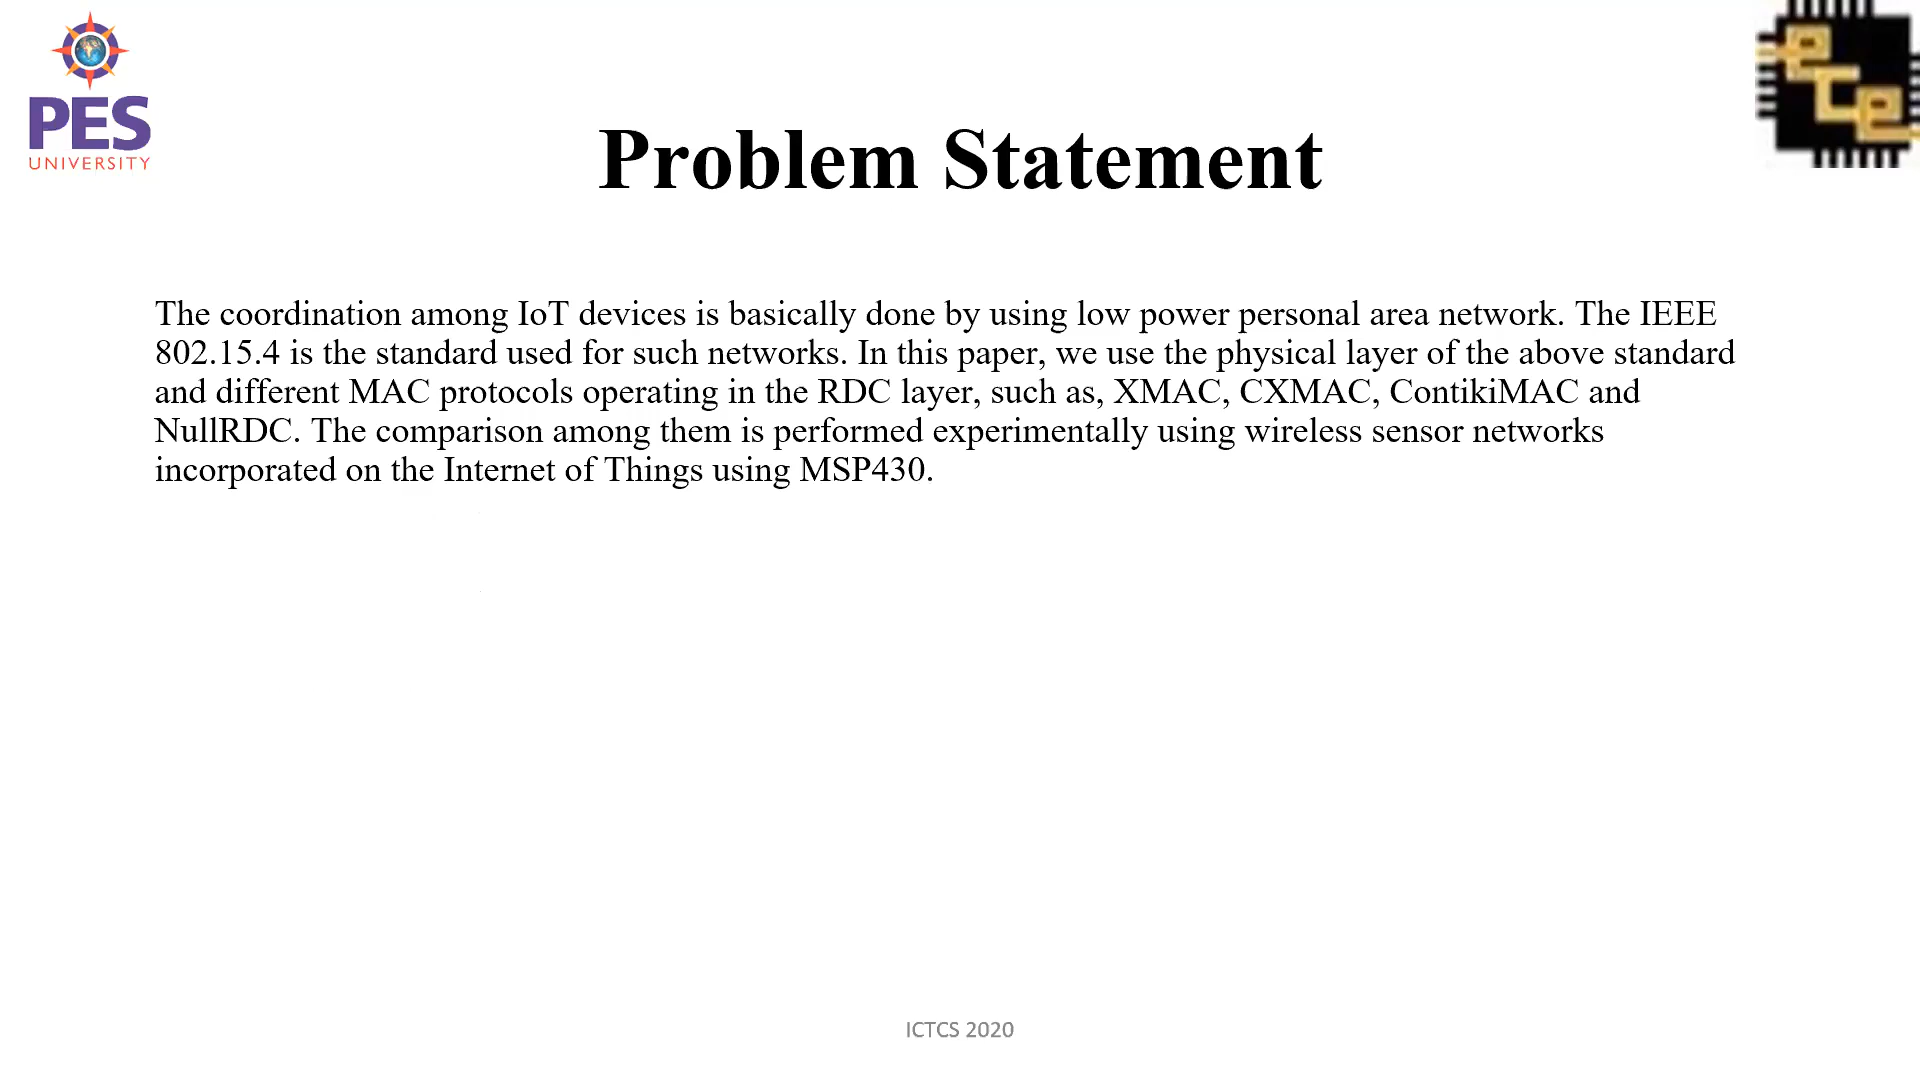 PES
UNIVERSITY
ece
Problem Statement
The coordination among IoT devices is basically done by using low power personal area network. The IEEE
802.15.4 is the standard used for such networks. In this paper, we use the physical layer of the above standard
and different MAC protocols operating in the RDC layer, such as, XMAC, CXMAC, ContikiMAC and
NullRDC. The comparison among them is performed experimentally using wireless sensor networks
incorporated on the Internet of Things using MSP430.
ICTCS 2020